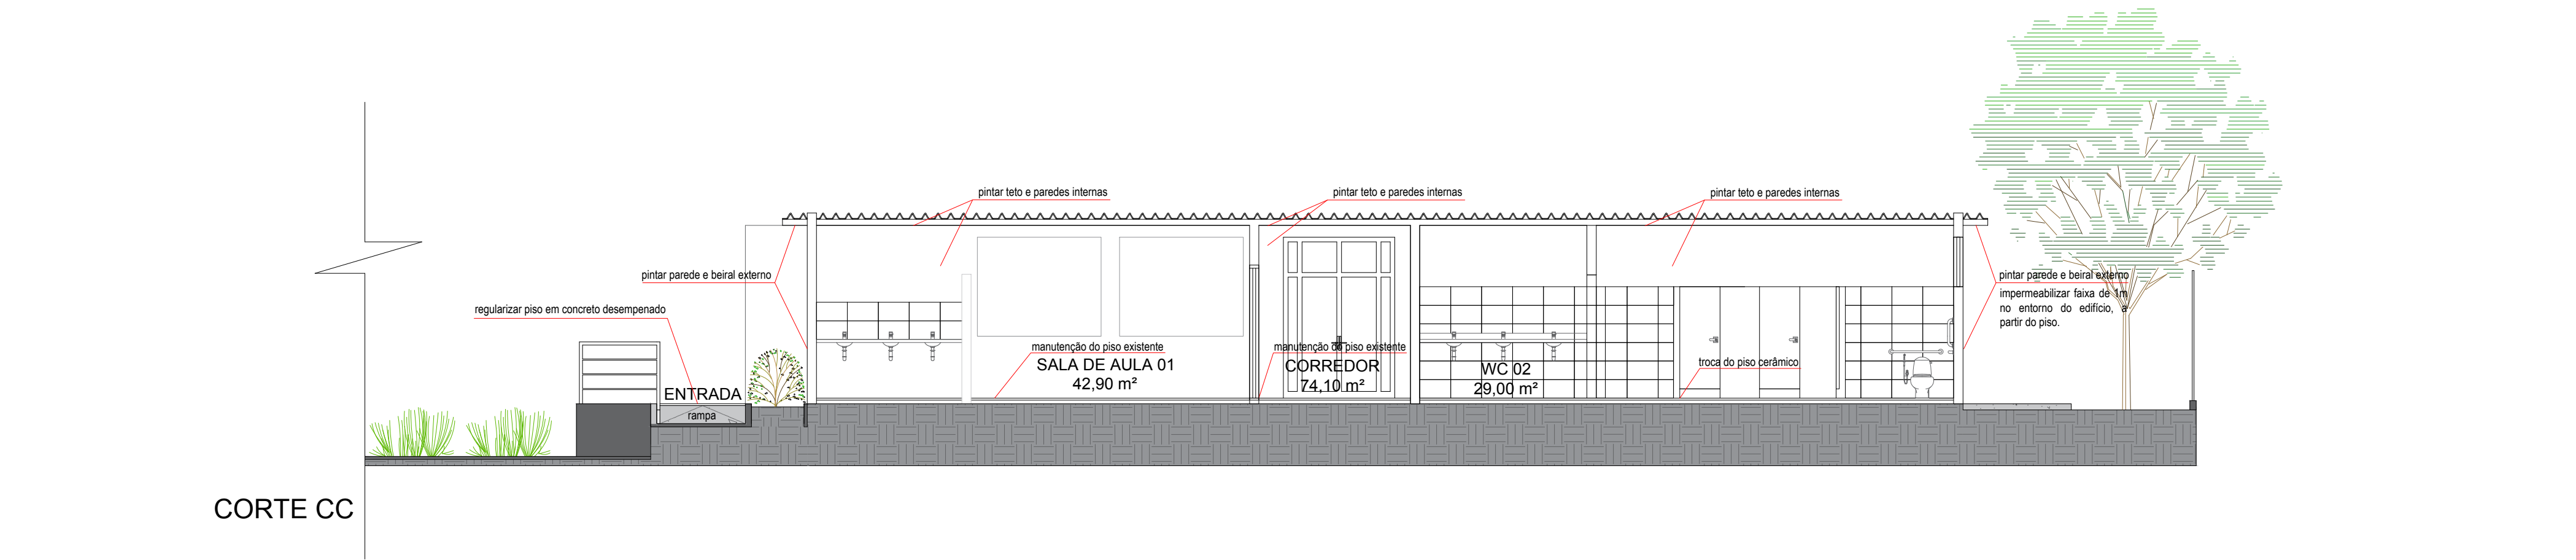 pintar teto e paredes internas
pintar teto e paredes internas
pintar teto e paredes internas
pintar parede e beiral externo
pintar parede e beiral externo
impermeabilizar faixa de 1m
no entorno do edifício, a
partir do piso.
regularizar piso em concreto desempenado
manutenção do piso existente
manutenção do piso existente
troca do piso cerâmico
SALA DE AULA 01
42,90 m²
CORREDOR
74,10 m²
WC 02
29,00 m²
ENTRADA
rampa
CORTE CC